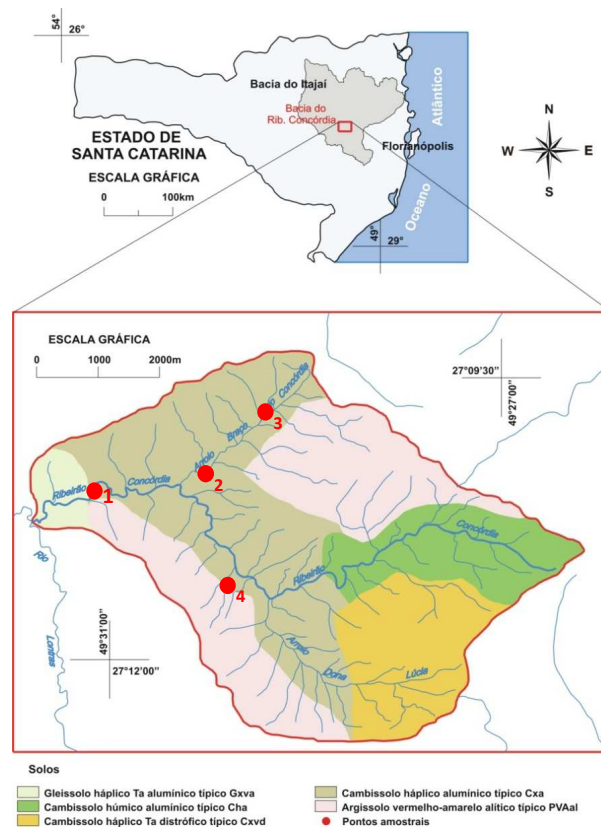 54°
26°
Bacia do Itajaí
Bacia do
Rib. Concórdia
Atlântico
ESTADO DE
SANTA CATARINA
Florianópolis
N
W
E
S
ESCALA GRÁFICA
0
100km
Oceano
49°
29°
ESCALA GRÁFICA
0
1000
2000m
27°09'30"
49°27'00"
Concórdia
Braço
3
Arroio
2
Concórdia
Ribeirão
1
Concórdia
Ribeirão
4
Rio
Lontras
49°31'00"
27°12'00"
Arroio
Dona
Lúcia
Solos
Gleissolo háplico Ta alumínico típico Gxva
Cambissolo húmico alumínico típico Cha
Cambissolo háplico Ta distrófico típico Cxvd
Cambissolo háplico alumínico típico Cxa
Argissolo vermelho-amarelo alítico típico PVAal
Pontos amostrais